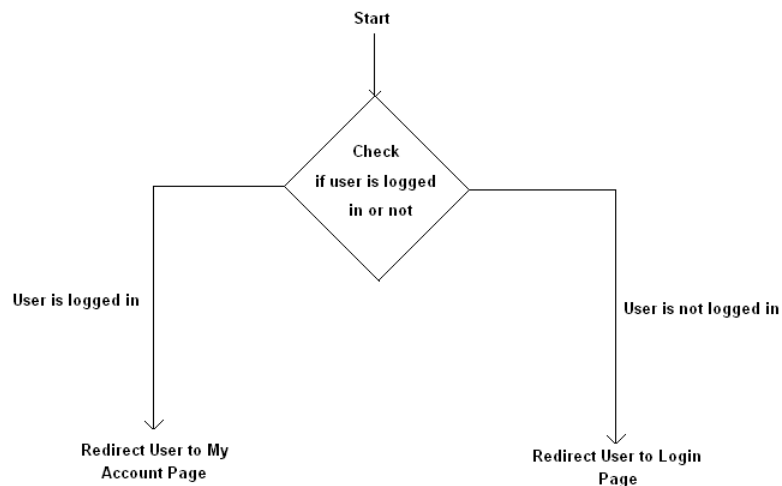 Start
Check
if user is logged
in or not
User is logged in
User is not logged in
Redirect User to My
Account Page
Redirect User to Login
Page